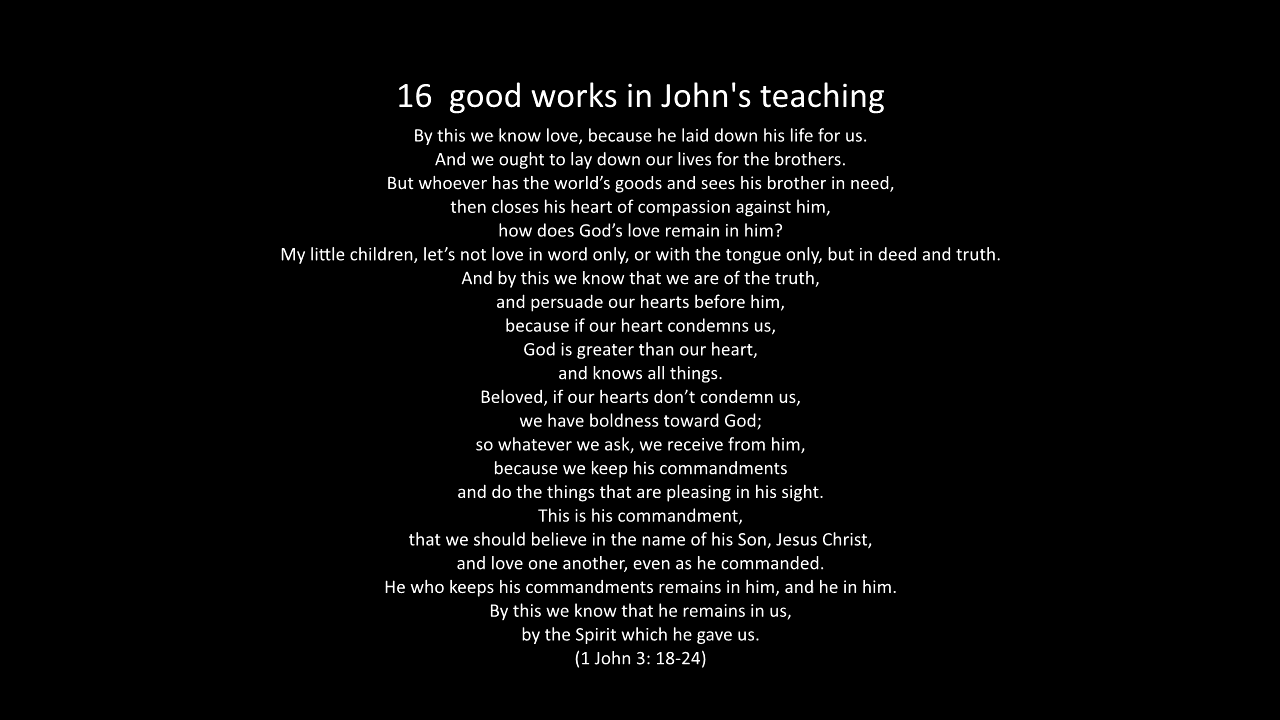 16  good works in John's teaching
By this we know love, because he laid down his life for us.
And we ought to lay down our lives for the brothers.
But whoever has the world’s goods and sees his brother in need,
then closes his heart of compassion against him,
how does God’s love remain in him?
My little children, let’s not love in word only, or with the tongue only, but in deed and truth.
And by this we know that we are of the truth,
and persuade our hearts before him,
because if our heart condemns us,
God is greater than our heart,
and knows all things.
Beloved, if our hearts don’t condemn us,
we have boldness toward God;
so whatever we ask, we receive from him,
because we keep his commandments
and do the things that are pleasing in his sight.
This is his commandment,
that we should believe in the name of his Son, Jesus Christ,
and love one another, even as he commanded.
He who keeps his commandments remains in him, and he in him.
By this we know that he remains in us,
by the Spirit which he gave us.
(1 John 3: 18-24)